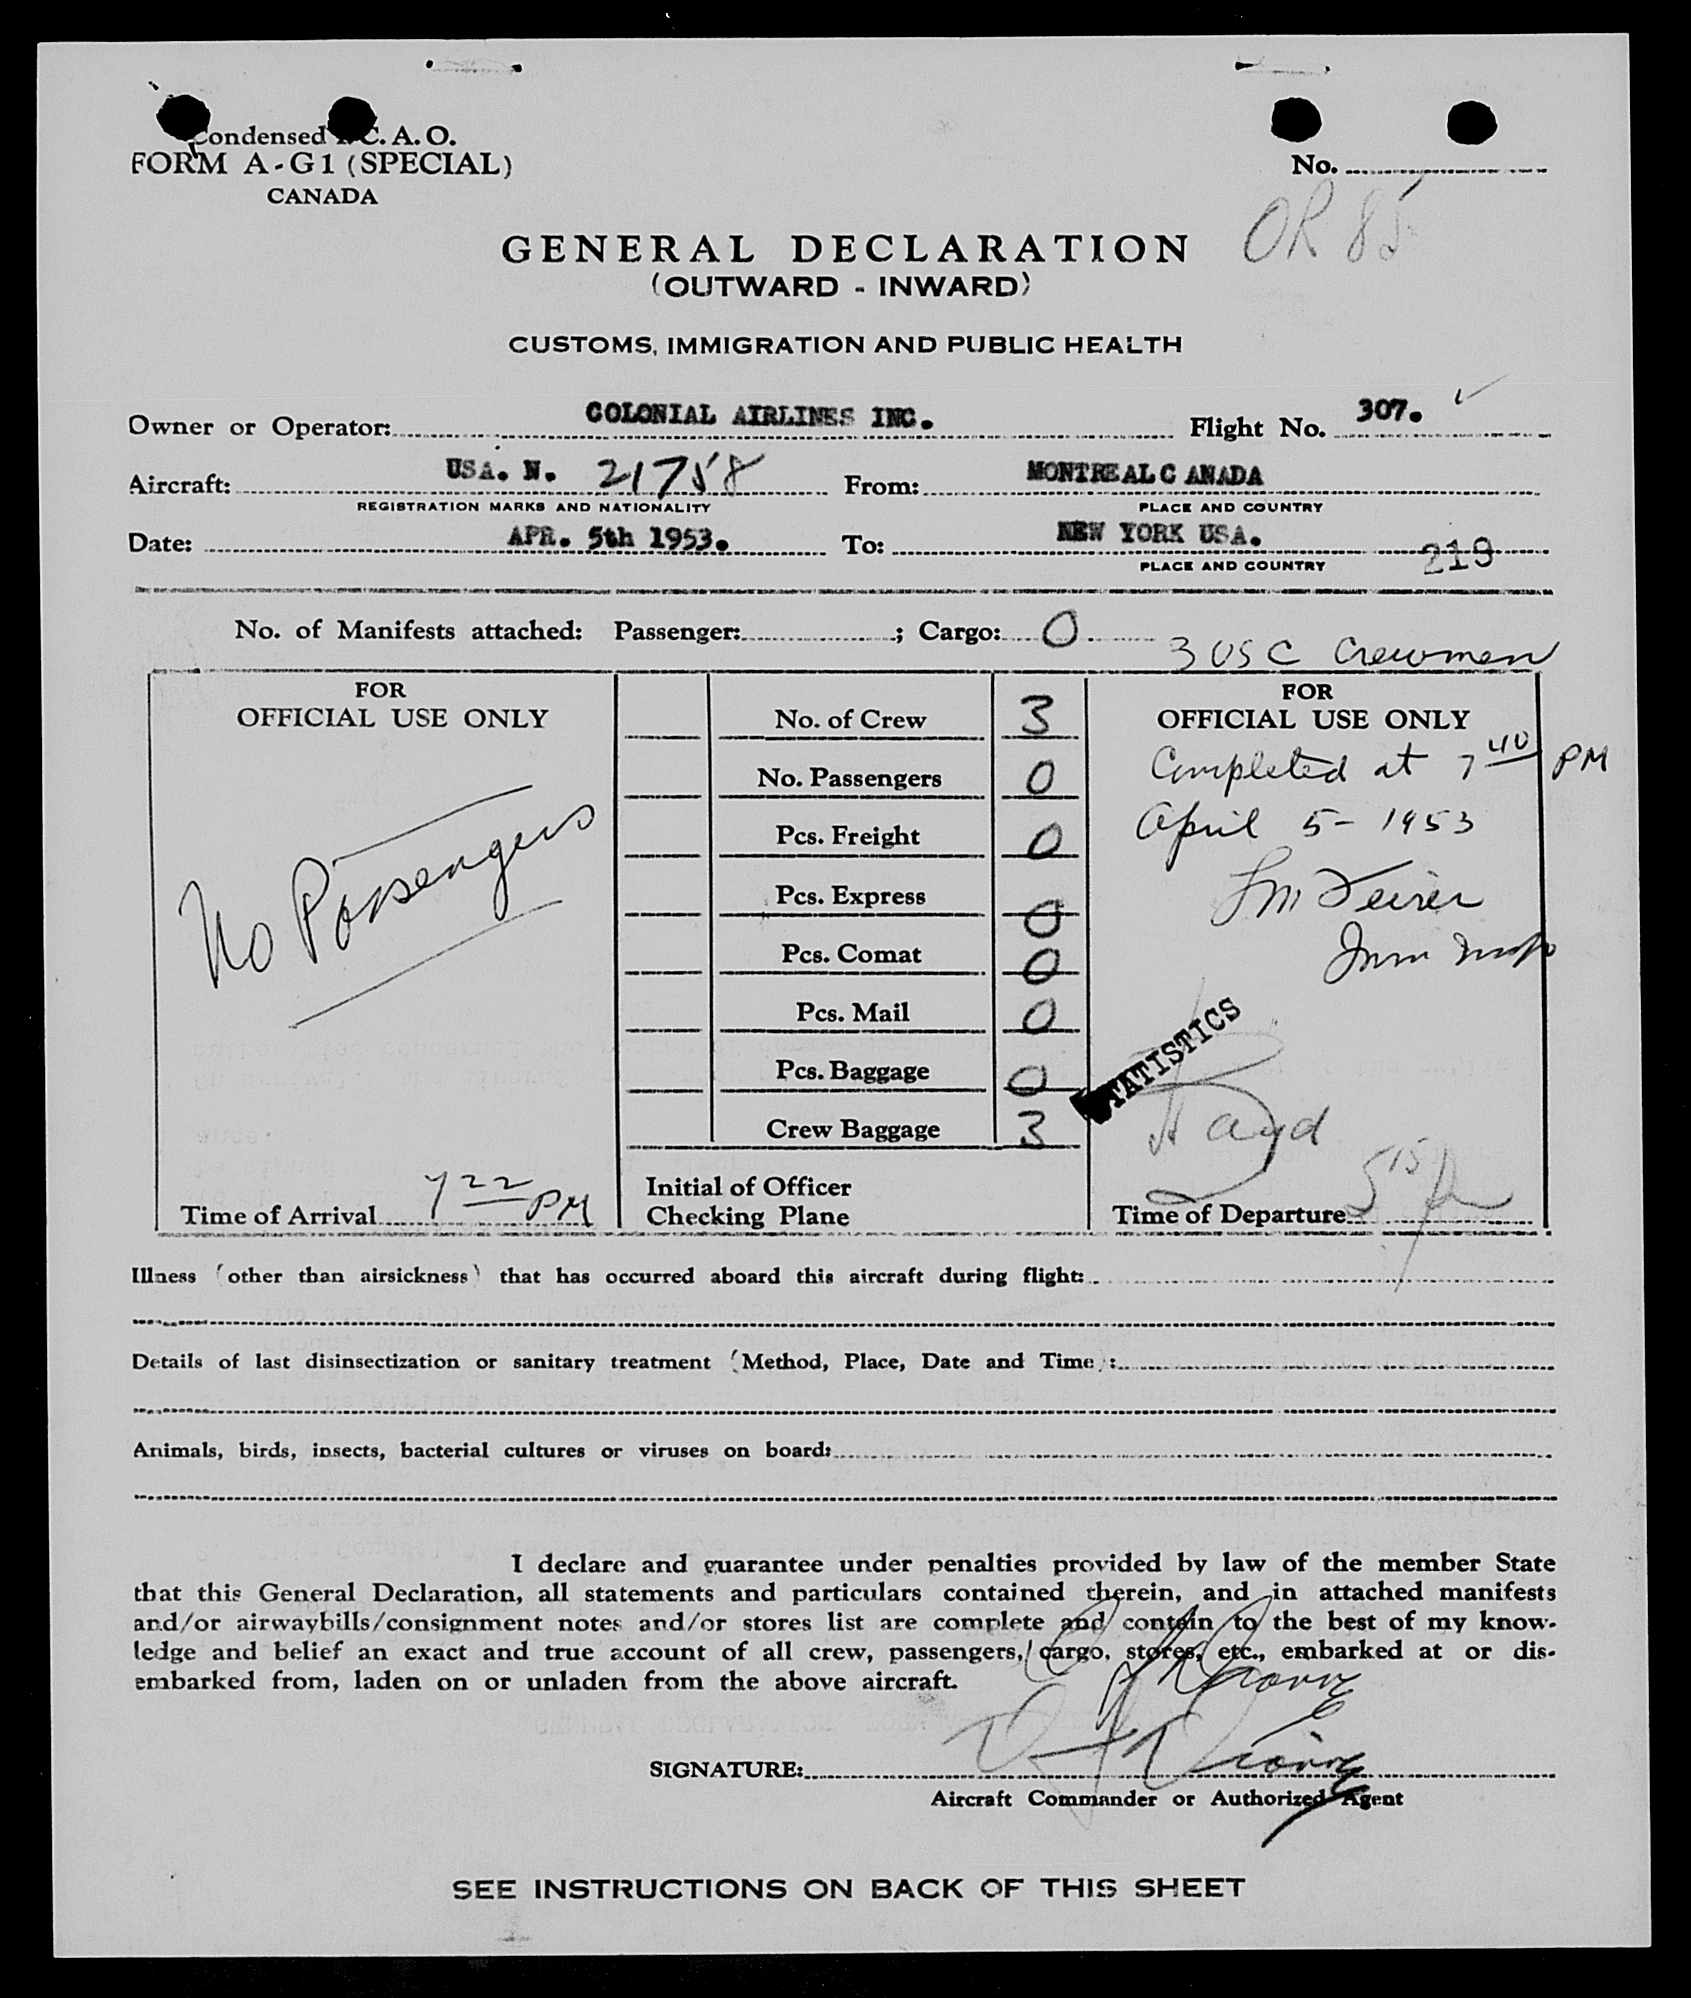 Condensed I.C.A.O.
FORM A-G1 (SPECIAL)
CANADA
No.
OR 85
GENERAL DECLARATION
(OUTWARD - INWARD)
CUSTOMS, IMMIGRATION AND PUBLIC HEALTH
Owner or Operator: COLONIAL AIRLINES INC. Flight No. 307.
Aircraft: USA. N. 21758 From: MONTREAL C ANADA
REGISTRATION MARKS AND NATIONALITY PLACE AND COUNTRY
Date: APR. 5th 1953. To: NEW YORK USA.
PLACE AND COUNTRY 219
No. of Manifests attached: Passenger: ; Cargo: 0
3 USC Crewmen
FOR
OFFICIAL USE ONLY
No Passengers
Time of Arrival 7 22 PM
No. of Crew 3
No. Passengers 0
Pcs. Freight 0
Pcs. Express 0
Pcs. Comat 0
Pcs. Mail 0
Pcs. Baggage 0
Crew Baggage 3
Initial of Officer
Checking Plane
FOR
OFFICIAL USE ONLY
Completed at 7 40 PM
April 5 - 1953
Imm Insp
STATISTICS
Time of Departure 5 15 p
Illness (other than airsickness) that has occurred aboard this aircraft during flight:
Details of last disinsectization or sanitary treatment (Method, Place, Date and Time):
Animals, birds, insects, bacterial cultures or viruses on board:
I declare and guarantee under penalties provided by law of the member State
that this General Declaration, all statements and particulars contained therein, and in attached manifests
and/or airwaybills/consignment notes and/or stores list are complete and contain to the best of my know-
ledge and belief an exact and true account of all crew, passengers, cargo, stores, etc., embarked at or dis-
embarked from, laden on or unladen from the above aircraft.
SIGNATURE:
Aircraft Commander or Authorized Agent
SEE INSTRUCTIONS ON BACK OF THIS SHEET